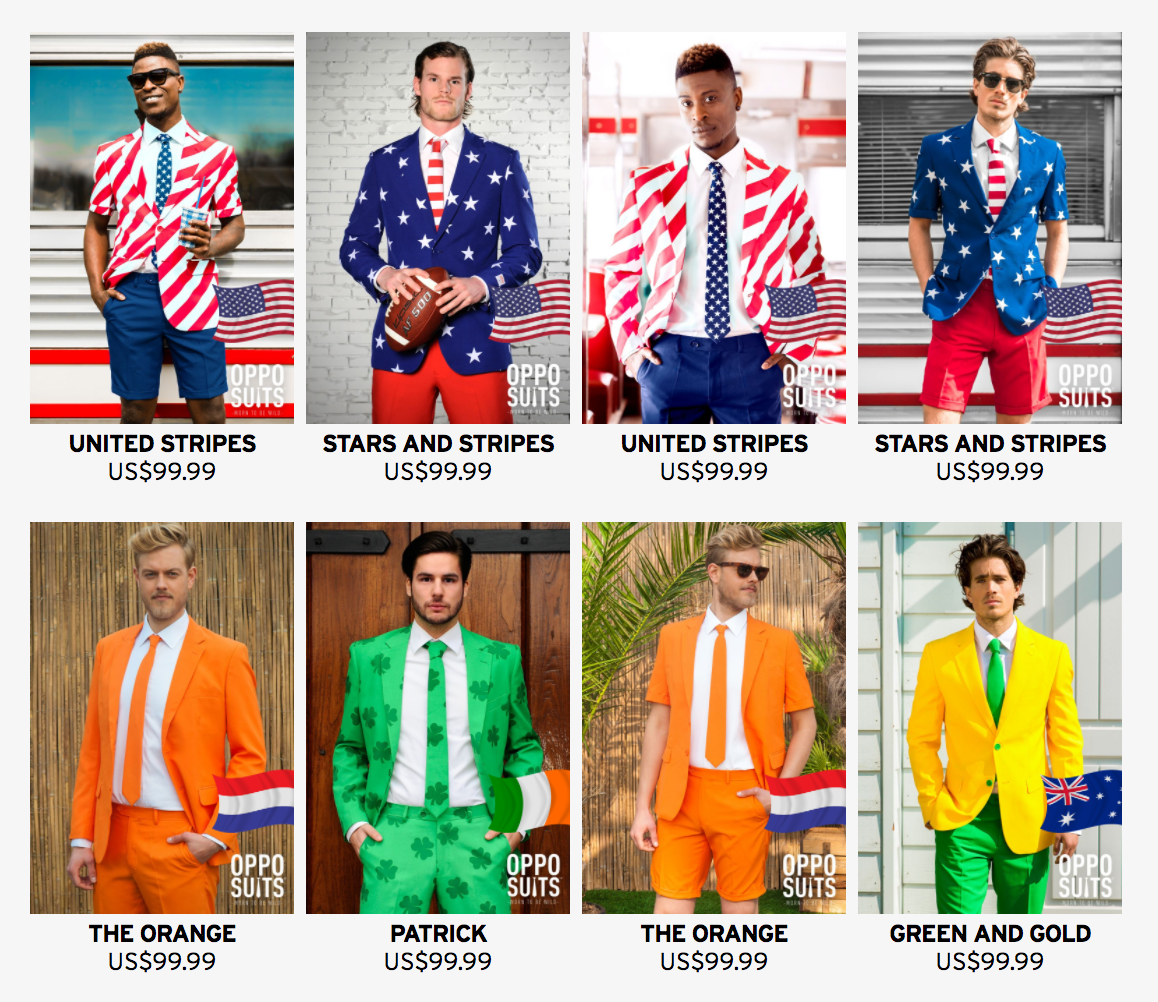 OPPO
SUITS
OPPO
SUITS
OPPO
SUITS
OPPO
SUITS
UNITED STRIPES
US$99.99
STARS AND STRIPES
US$99.99
UNITED STRIPES
US$99.99
STARS AND STRIPES
US$99.99
OPPO
SUITS
OPPO
SUITS
OPPO
SUITS
OPPO
SUITS
THE ORANGE
US$99.99
PATRICK
US$99.99
THE ORANGE
US$99.99
GREEN AND GOLD
US$99.99